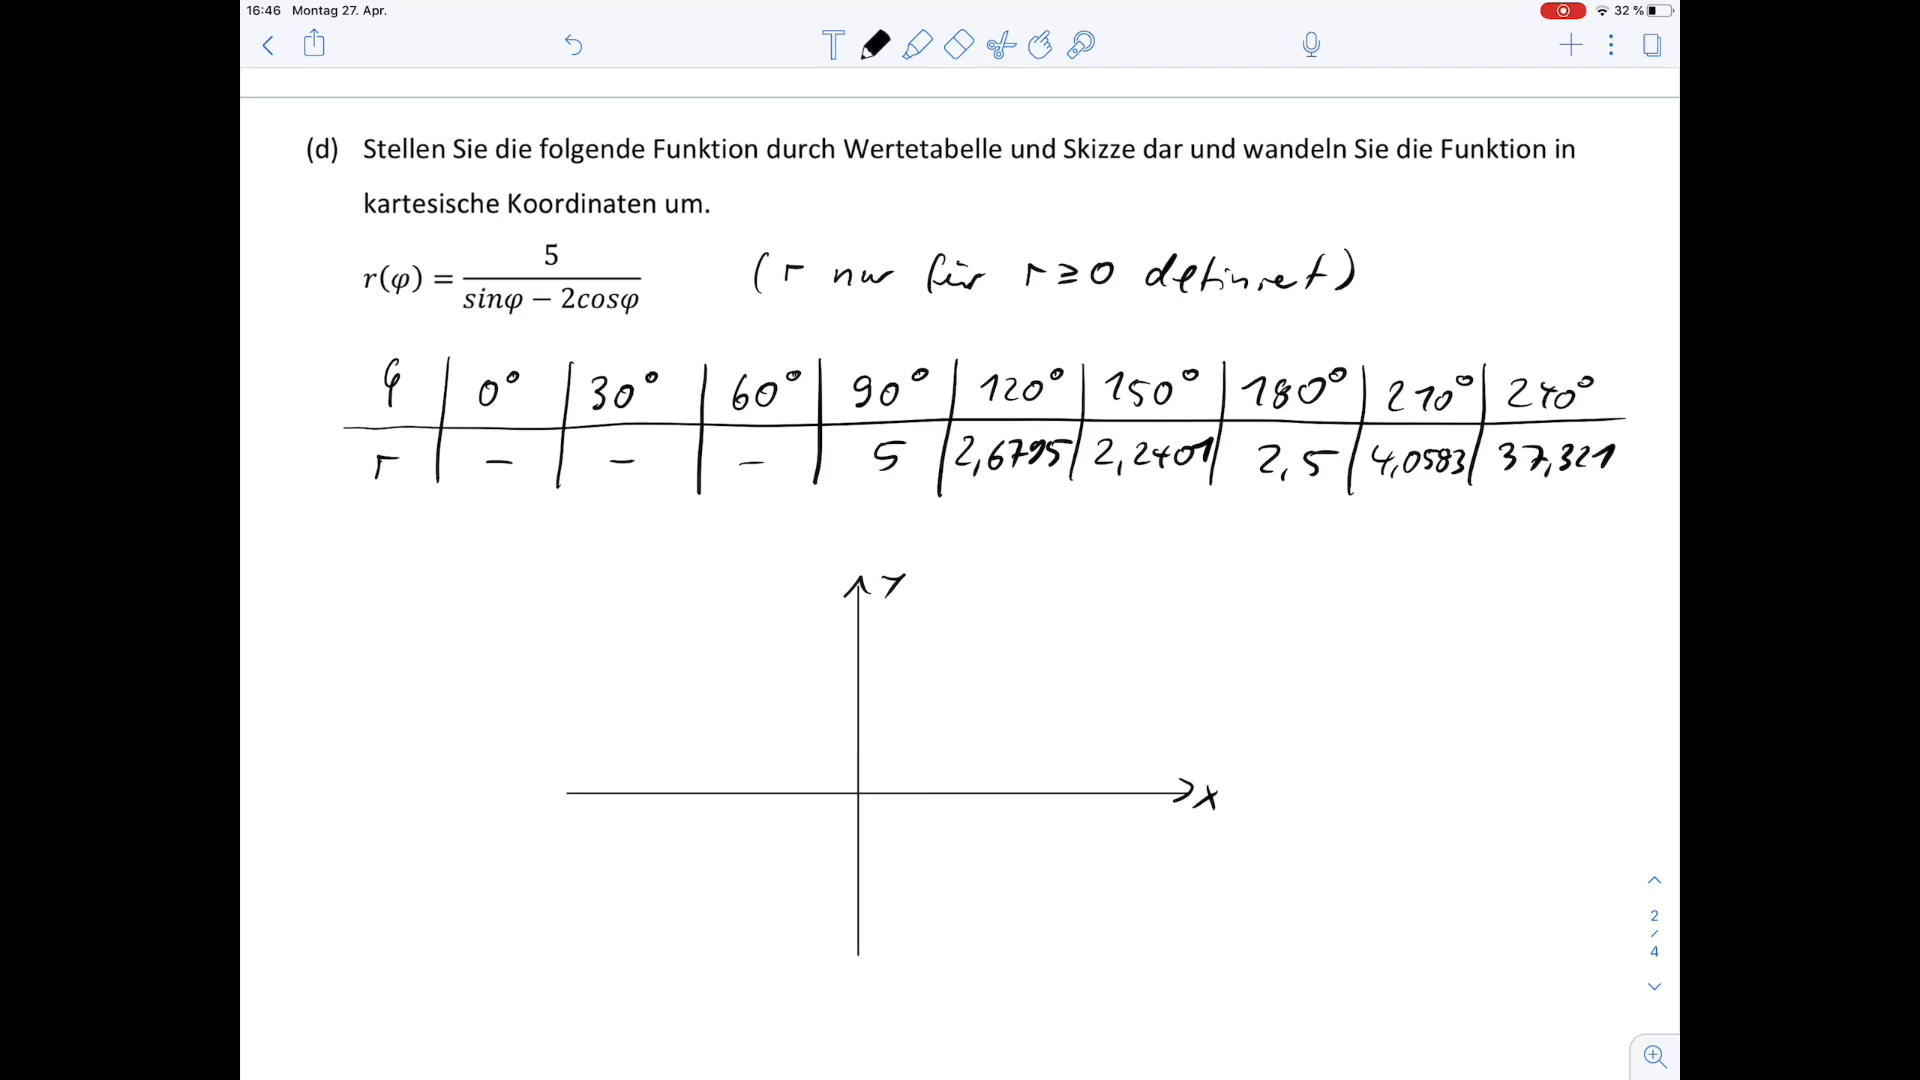 16:46 Montag 27. Apr. 32 %
T
(d) Stellen Sie die folgende Funktion durch Wertetabelle und Skizze dar und wandeln Sie die Funktion in
kartesische Koordinaten um.
r(φ) = 5 / (sinφ − 2cosφ) (r nur für r ≥ 0 definiert)
φ | 0° | 30° | 60° | 90° | 120° | 150° | 180° | 210° | 240°
r | – | – | – | 5 | 2,6795 | 2,2401 | 2,5 | 4,0583 | 37,321
y
x
2
/
4